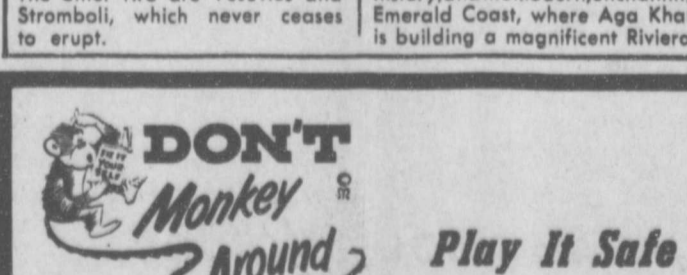 Stromboli, which never ceases
to erupt.
Emerald Coast, where Aga Kha
is building a magnificent Riviera
DON'T
Monkey
Around
Play It Safe